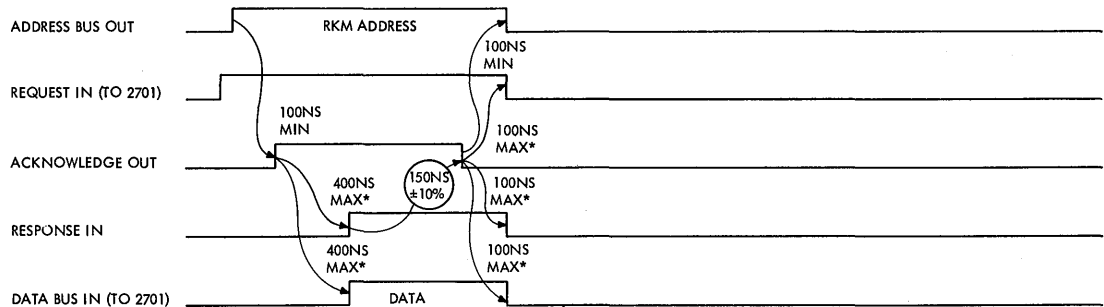 ADDRESS BUS OUT
RKM ADDRESS
100NS
MIN
REQUEST IN (TO 2701)
100NS
MIN
100NS
MAX*
ACKNOWLEDGE OUT
400NS
MAX*
150NS
±10%
100NS
MAX*
RESPONSE IN
400NS
MAX*
100NS
MAX*
DATA BUS IN (TO 2701)
DATA